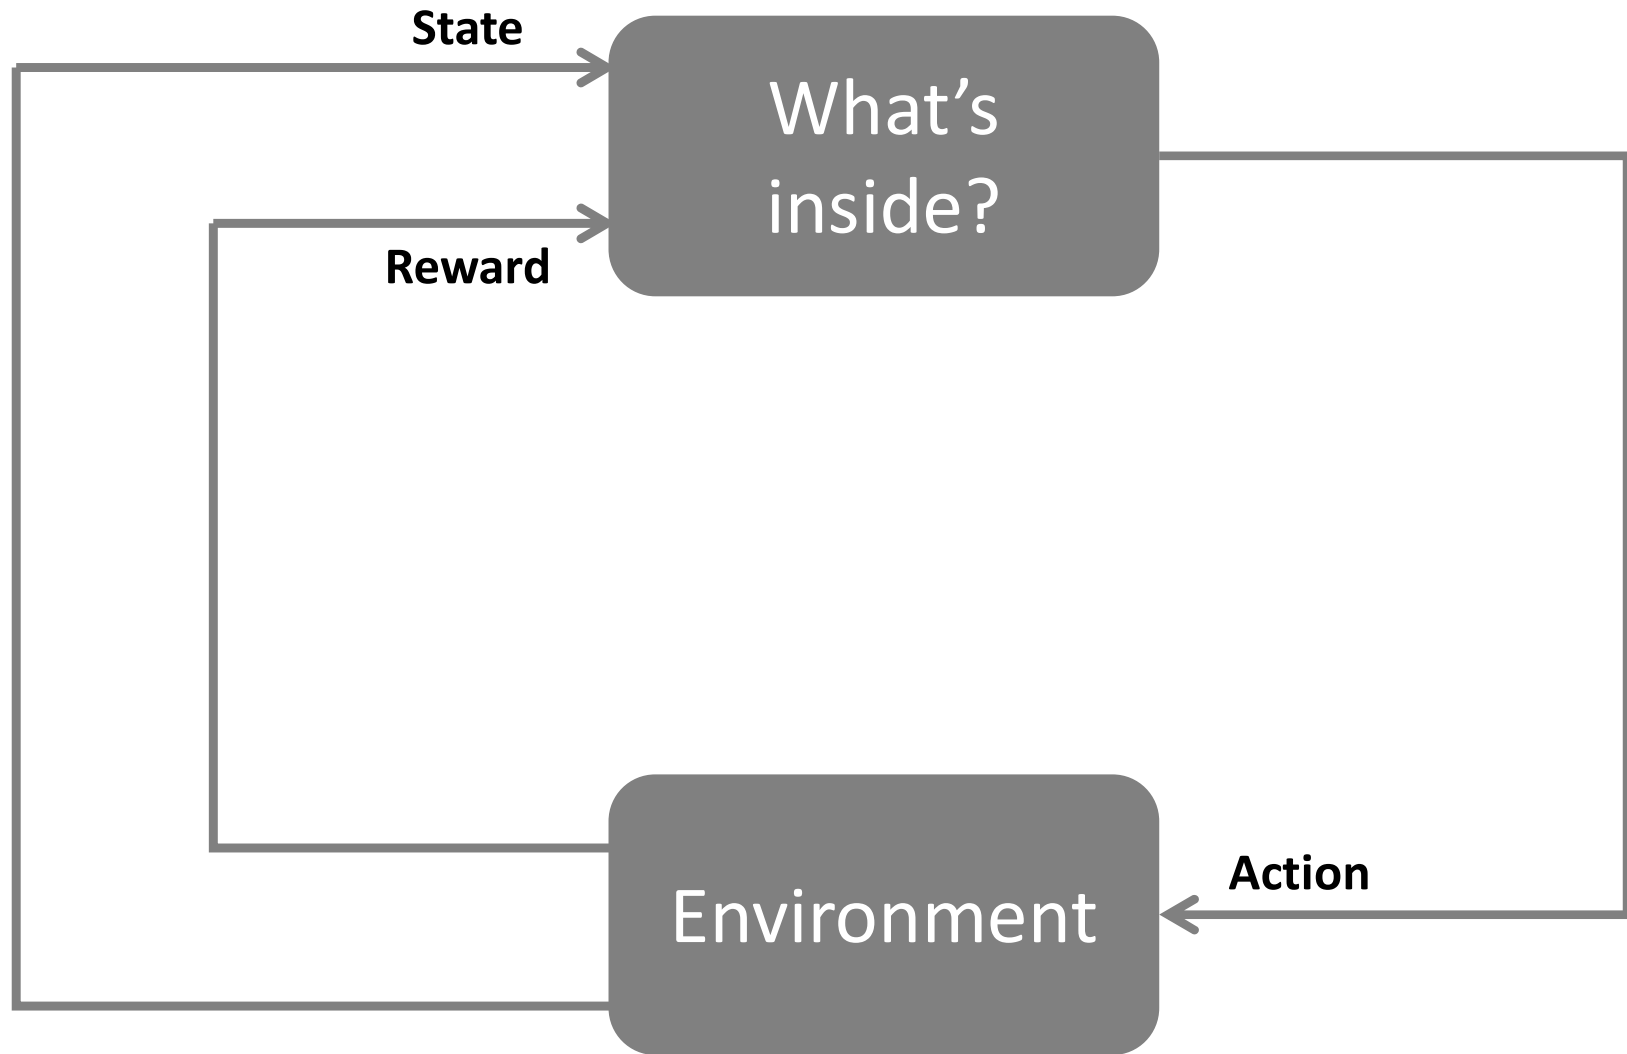 State
What’s
inside?
Reward
Action
Environment